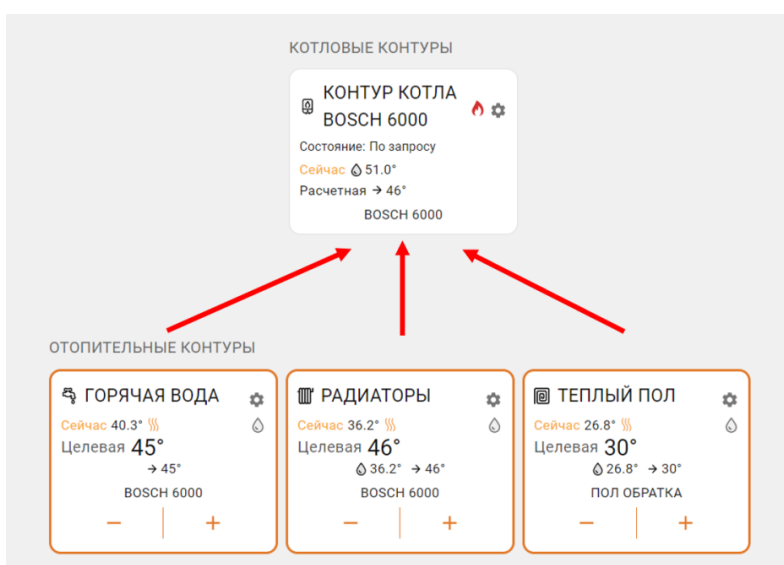 КОТЛОВЫЕ КОНТУРЫ
КОНТУР КОТЛА
BOSCH 6000
Состояние: По запросу
Сейчас 51.0°
Расчетная → 46°
BOSCH 6000
ОТОПИТЕЛЬНЫЕ КОНТУРЫ
ГОРЯЧАЯ ВОДА
Сейчас 40.3°
Целевая 45°
→ 45°
BOSCH 6000
− +
РАДИАТОРЫ
Сейчас 36.2°
Целевая 46°
36.2° → 46°
BOSCH 6000
− +
ТЕПЛЫЙ ПОЛ
Сейчас 26.8°
Целевая 30°
26.8° → 30°
ПОЛ ОБРАТКА
− +